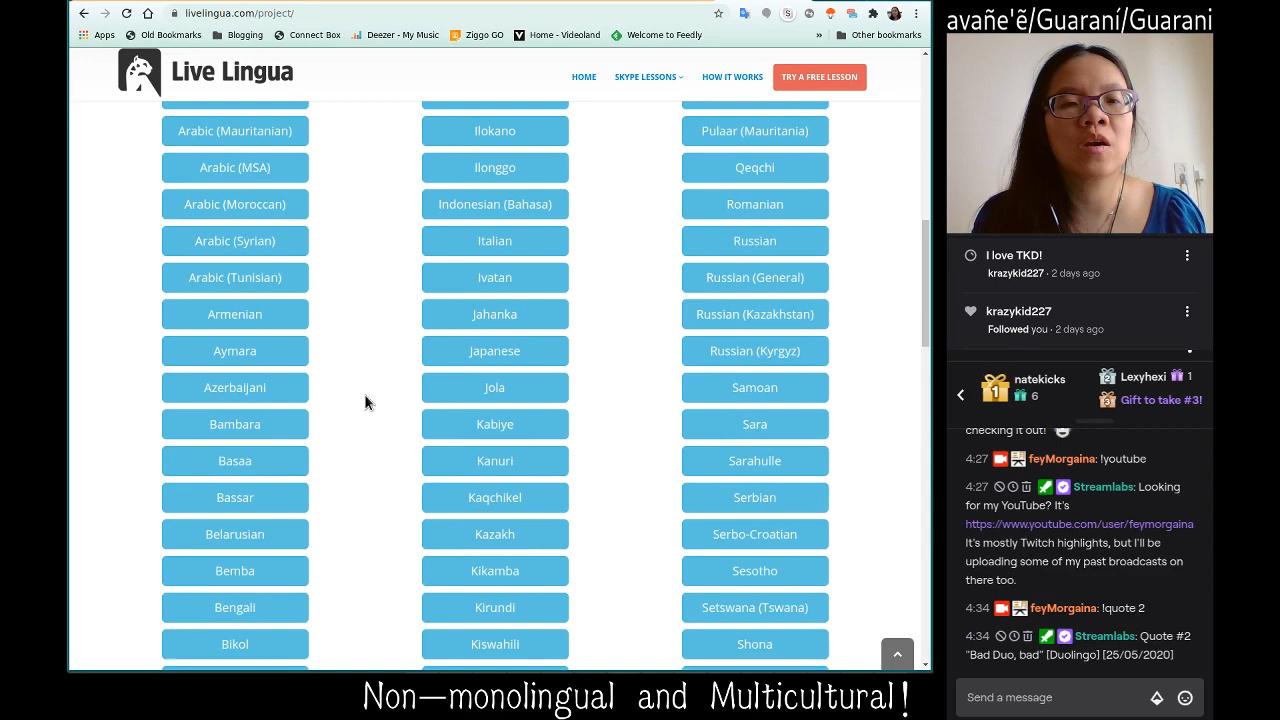 livelingua.com/project/
Apps
Old Bookmarks
Blogging
Connect Box
Deezer - My Music
Ziggo GO
Home - Videoland
Welcome to Feedly
»
Other bookmarks
Live Lingua
HOME
SKYPE LESSONS
HOW IT WORKS
TRY A FREE LESSON
Arabic (Mauritanian)
Ilokano
Pulaar (Mauritania)
Arabic (MSA)
Ilonggo
Qeqchi
Arabic (Moroccan)
Indonesian (Bahasa)
Romanian
Arabic (Syrian)
Italian
Russian
Arabic (Tunisian)
Ivatan
Russian (General)
Armenian
Jahanka
Russian (Kazakhstan)
Aymara
Japanese
Russian (Kyrgyz)
Azerbaijani
Jola
Samoan
Bambara
Kabiye
Sara
Basaa
Kanuri
Sarahulle
Bassar
Kaqchikel
Serbian
Belarusian
Kazakh
Serbo-Croatian
Bemba
Kikamba
Sesotho
Bengali
Kirundi
Setswana (Tswana)
Bikol
Kiswahili
Shona
avañe'ẽ/Guaraní/Guarani
I love TKD!
krazykid227 · 2 days ago
krazykid227
Followed you · 2 days ago
1
natekicks
6
Lexyhexi 1
Gift to take #3!
checking it out!
4:27 feyMorgaina: !youtube
4:27 Streamlabs: Looking
for my YouTube? It's
https://www.youtube.com/user/feymorgaina
It's mostly Twitch highlights, but I'll be
uploading some of my past broadcasts on
there too.
4:34 feyMorgaina: !quote 2
4:34 Streamlabs: Quote #2
"Bad Duo, bad" [Duolingo] [25/05/2020]
Send a message
Non-monolingual and Multicultural!